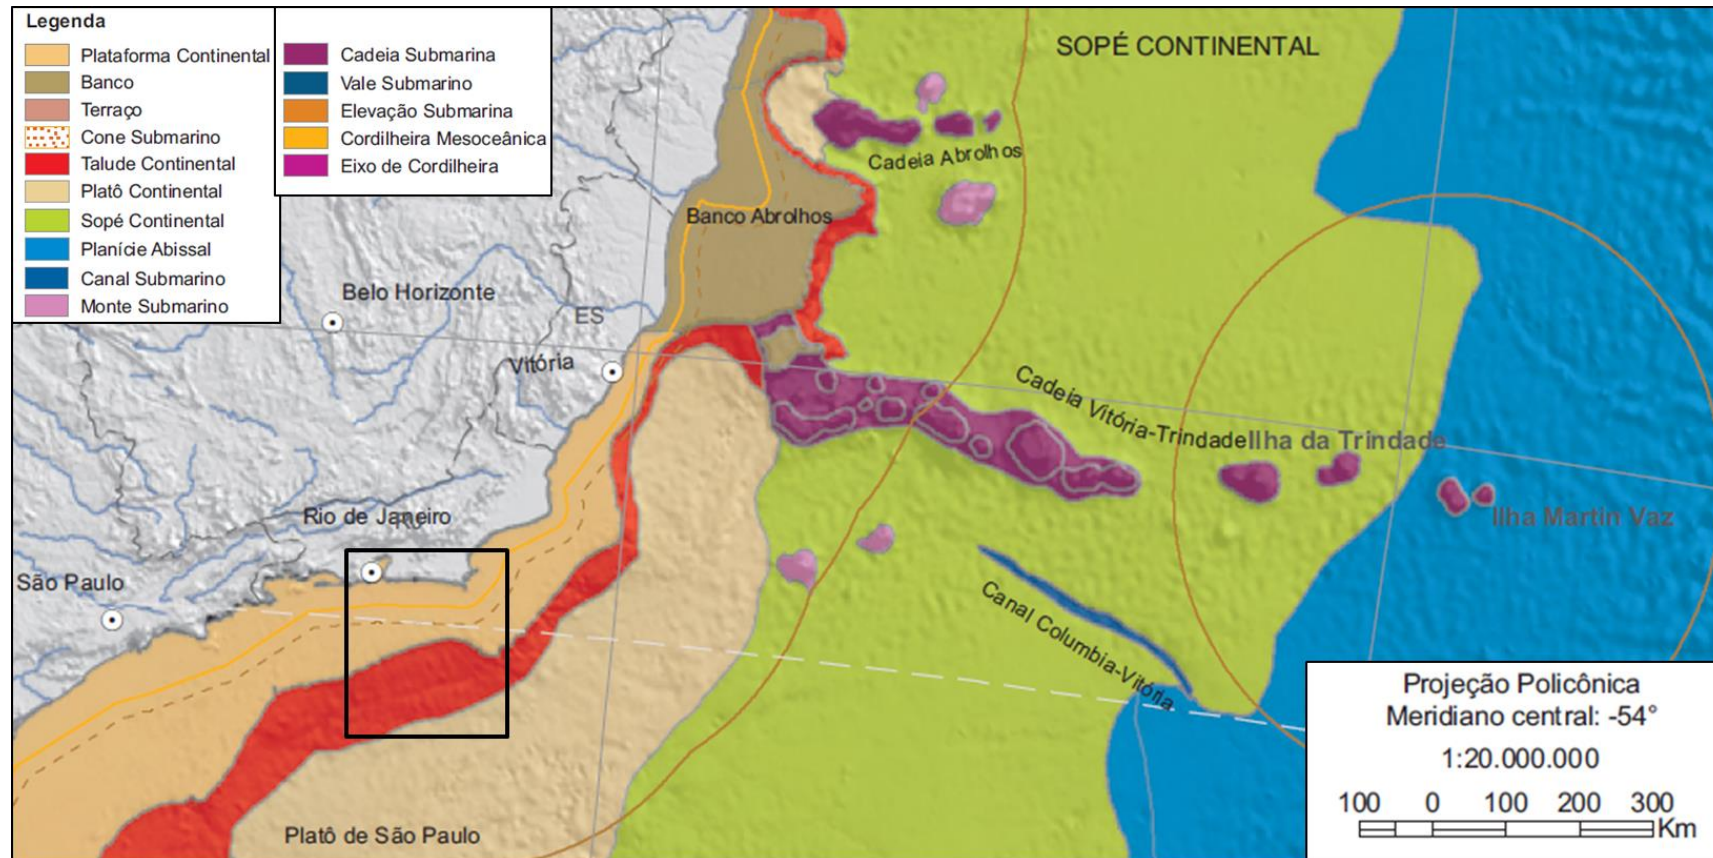 Legenda
Plataforma Continental
Banco
Terraço
Cone Submarino
Talude Continental
Platô Continental
Sopé Continental
Planície Abissal
Canal Submarino
Monte Submarino
Cadeia Submarina
Vale Submarino
Elevação Submarina
Cordilheira Mesoceânica
Eixo de Cordilheira
SOPÉ CONTINENTAL
Cadeia Abrolhos
Banco Abrolhos
Belo Horizonte
ES
Vitória
Cadeia Vitória-Trindade
Ilha da Trindade
Ilha Martin Vaz
Rio de Janeiro
São Paulo
Canal Columbia-Vitória
Platô de São Paulo
Projeção Policônica
Meridiano central: -54°
1:20.000.000
100 0 100 200 300
Km